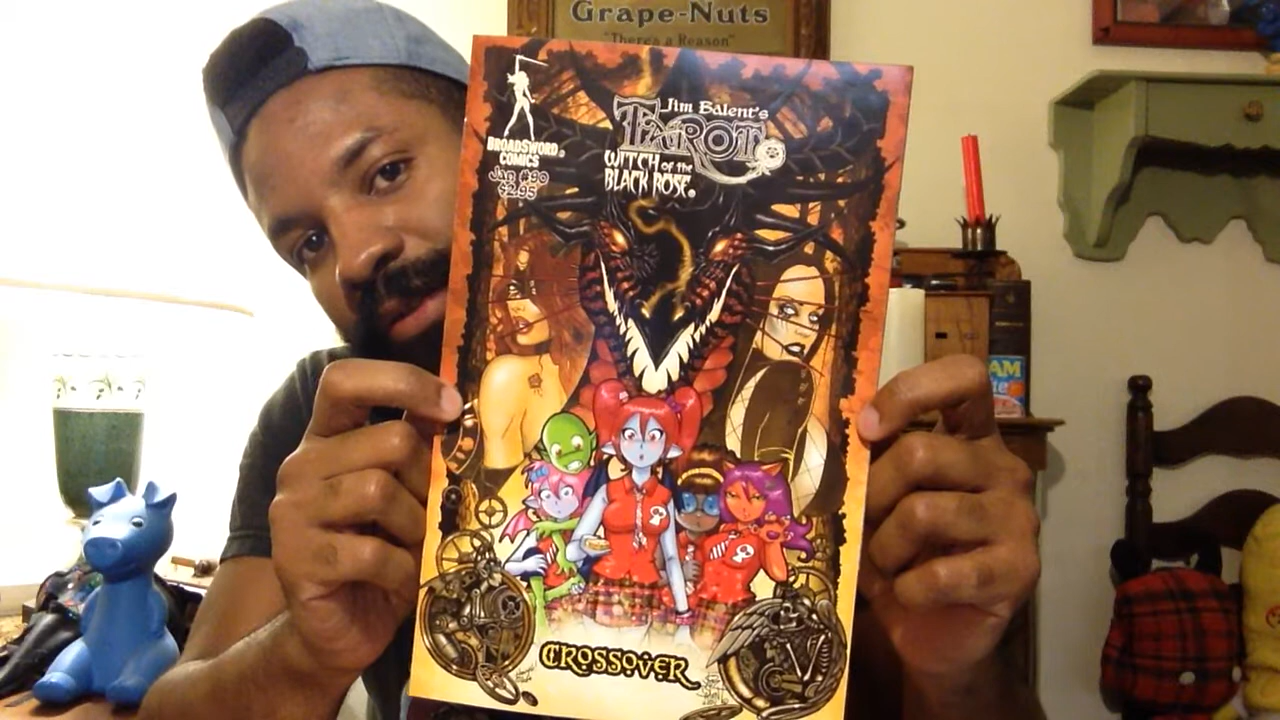 Grape-Nuts
"There's a Reason"
Jim Balent's
TAROT
WITCH OF THE
BLACK ROSE
BROADSWORD
COMICS
Jan #90
$2.95
AM
CROSSOVER